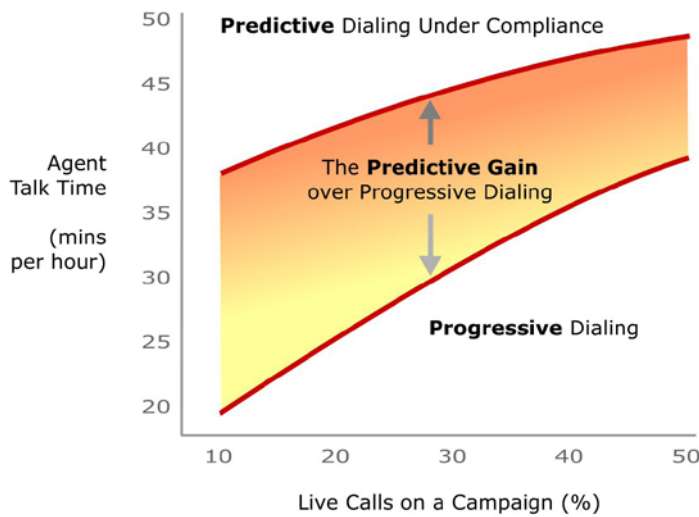 Predictive Dialing Under Compliance
50
45
40
35
30
25
20
Agent
Talk Time
(mins
per hour)
The Predictive Gain
over Progressive Dialing
Progressive Dialing
10
20
30
40
50
Live Calls on a Campaign (%)